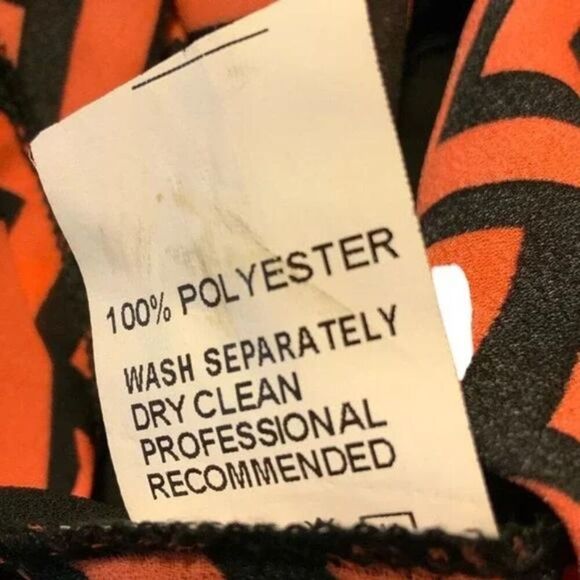 100% POLYESTER
WASH SEPARATELY
DRY CLEAN
PROFESSIONAL
RECOMMENDED